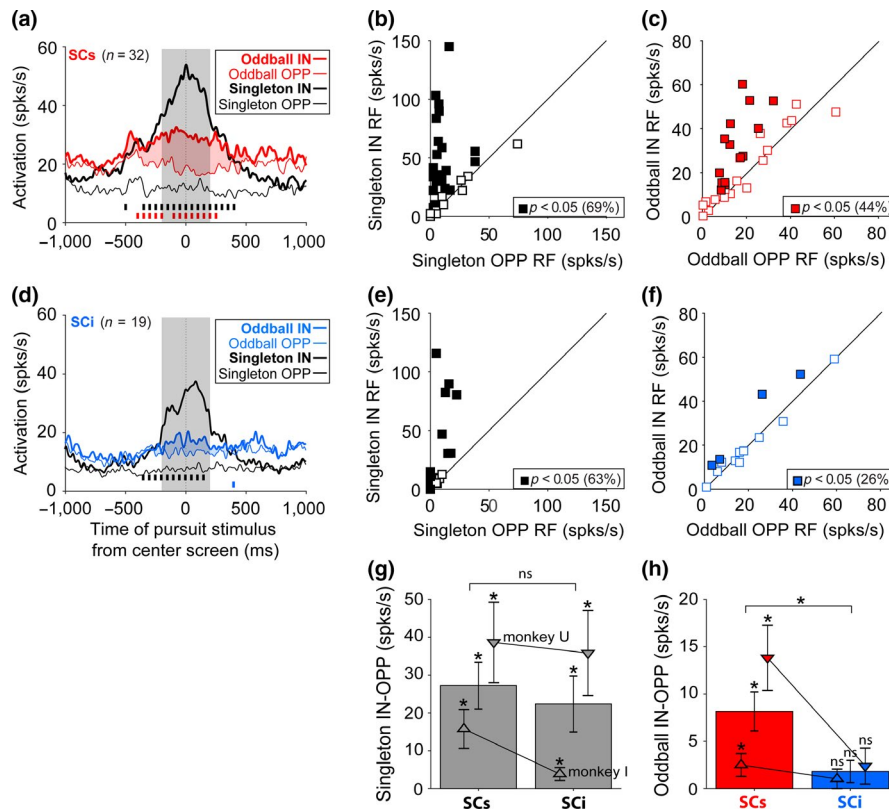 (a)
SCs (n = 32)
Oddball IN
Oddball OPP
Singleton IN
Singleton OPP
Activation (spks/s)
60
40
20
0
−1,000
−500
0
500
1,000
(b)
Singleton IN RF (spks/s)
150
100
50
0
0
50
100
150
p < 0.05 (69%)
Singleton OPP RF (spks/s)
(c)
Oddball IN RF (spks/s)
80
60
40
20
0
0
20
40
60
80
p < 0.05 (44%)
Oddball OPP RF (spks/s)
(d)
SCi (n = 19)
Oddball IN
Oddball OPP
Singleton IN
Singleton OPP
Activation (spks/s)
60
40
20
0
−1,000
−500
0
500
1,000
Time of pursuit stimulus
from center screen (ms)
(e)
Singleton IN RF (spks/s)
150
100
50
0
0
50
100
150
p < 0.05 (63%)
Singleton OPP RF (spks/s)
(f)
Oddball IN RF (spks/s)
80
60
40
20
0
0
20
40
60
80
p < 0.05 (26%)
Oddball OPP RF (spks/s)
(g)
Singleton IN-OPP (spks/s)
60
50
40
30
20
10
0
ns
*
*
*
*
*
*
monkey U
monkey I
SCs
SCi
(h)
Oddball IN-OPP (spks/s)
20
15
10
5
0
*
*
*
*
ns
ns
ns
SCs
SCi